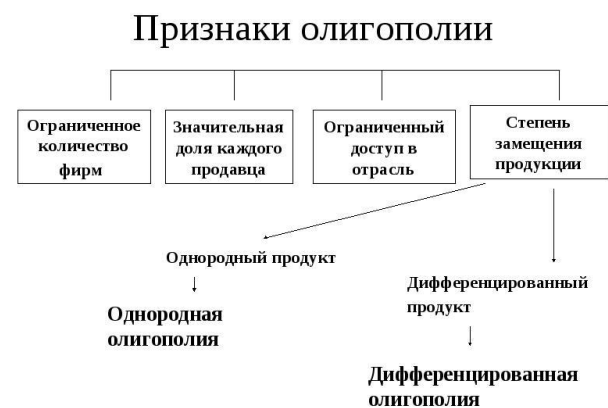 Признаки олигополии
Ограниченное
количество
фирм
Значительная
доля каждого
продавца
Ограниченный
доступ в
отрасль
Степень
замещения
продукции
Однородный продукт
Однородная
олигополия
Дифференцированный
продукт
Дифференцированная
олигополия